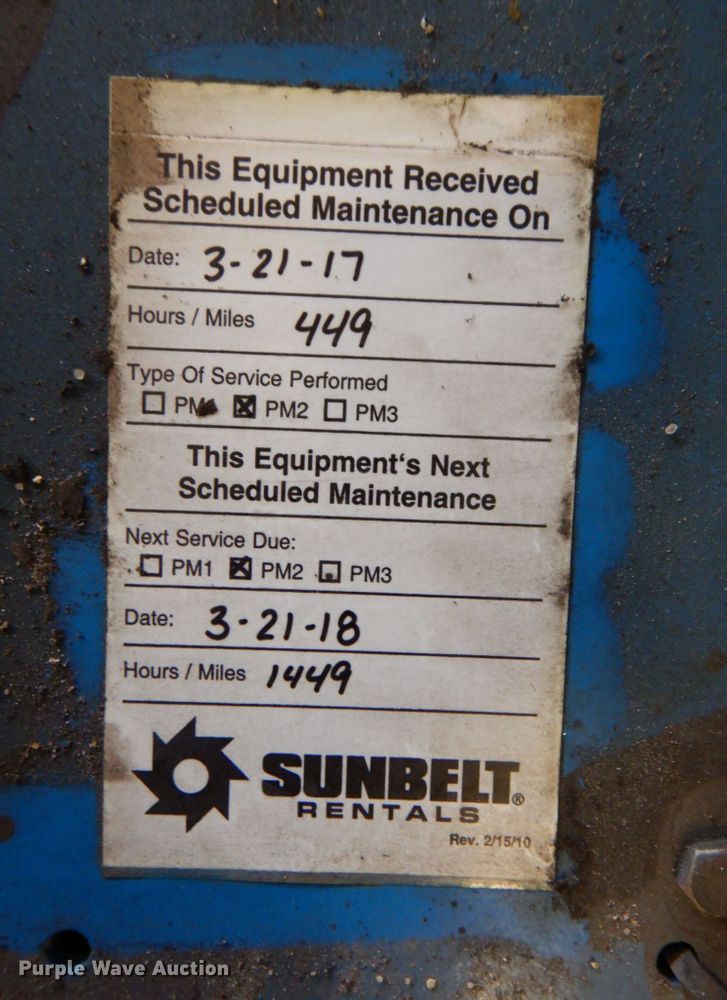 This Equipment Received
Scheduled Maintenance On
Date: 3-21-17
Hours / Miles 449
Type Of Service Performed
☐ PM1 ☒ PM2 ☐ PM3
This Equipment's Next
Scheduled Maintenance
Next Service Due:
☐ PM1 ☒ PM2 ☐ PM3
Date: 3-21-18
Hours / Miles 1449
SUNBELT®
RENTALS
Rev. 2/15/10
Purple Wave Auction